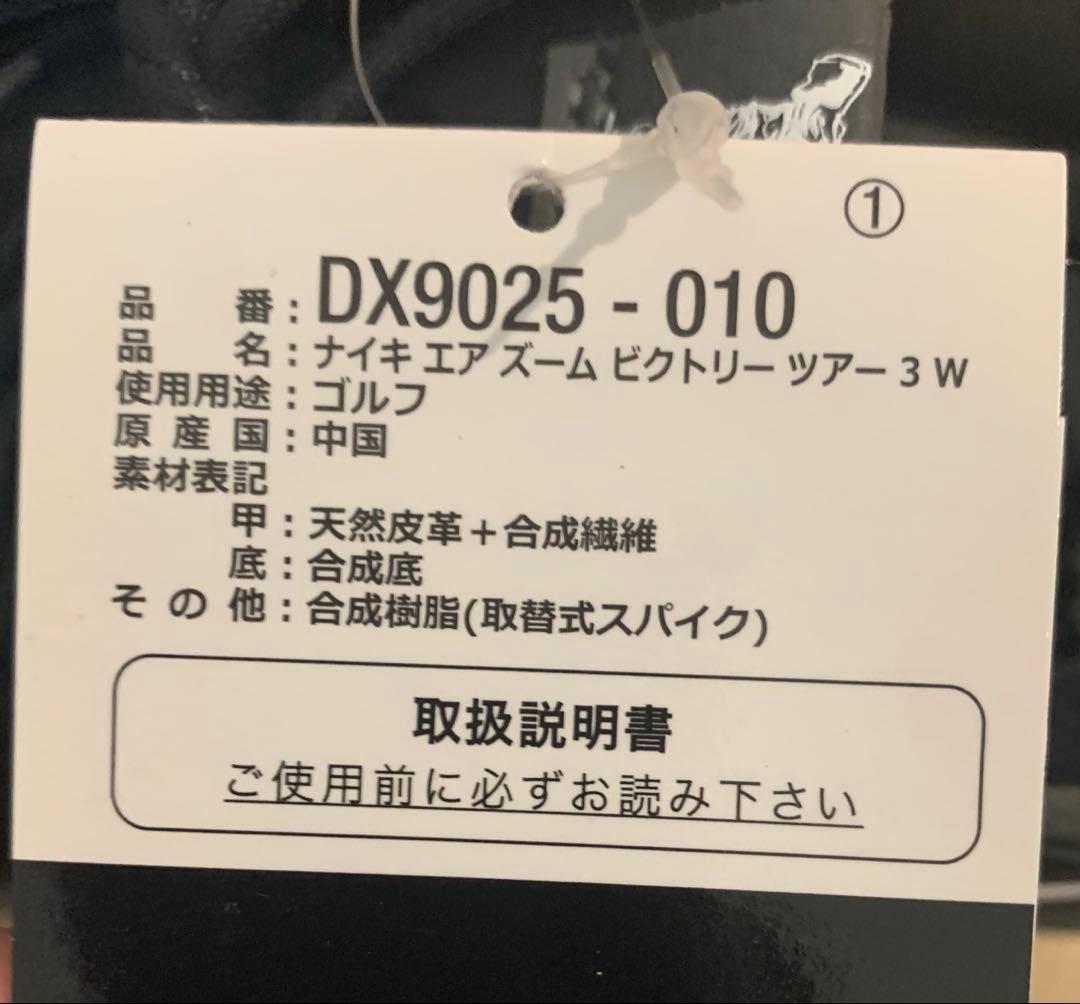 ①
品番：DX9025 - 010
品名：ナイキ エア ズーム ビクトリー ツアー 3 W
使用用途：ゴルフ
原産国：中国
素材表記
甲：天然皮革＋合成繊維
底：合成底
その他：合成樹脂(取替式スパイク)
取扱説明書
ご使用前に必ずお読み下さい